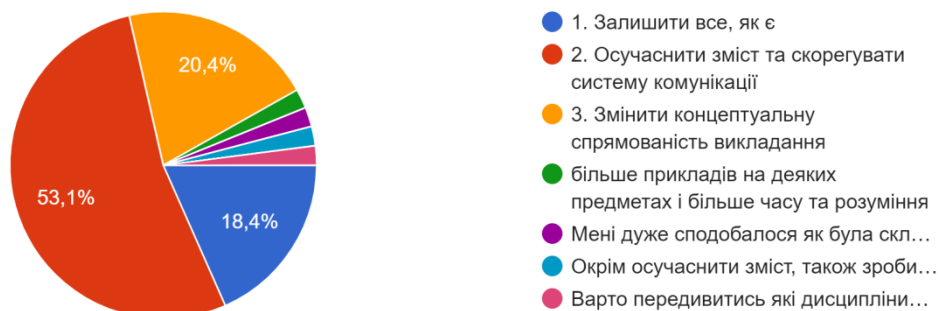 20,4%
53,1%
18,4%
1. Залишити все, як є
2. Осучаснити зміст та скорегувати
систему комунікації
3. Змінити концептуальну
спрямованість викладання
більше прикладів на деяких
предметах і більше часу та розуміння
Мені дуже сподобалося як була скл...
Окрім осучаснити зміст, також зроби...
Варто передивитись які дисципліни...